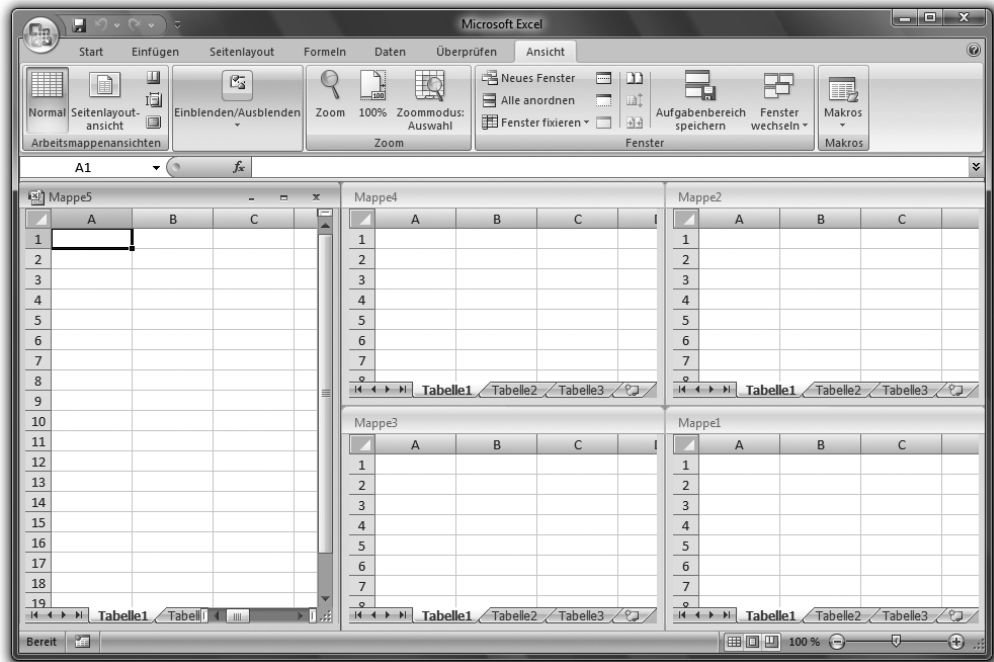 Microsoft Excel
Start Einfügen Seitenlayout Formeln Daten Überprüfen Ansicht
Normal Seitenlayout-
ansicht
Arbeitsmappenansichten
Einblenden/Ausblenden
Zoom 100% Zoommodus:
Auswahl
Zoom
Neues Fenster
Alle anordnen
Fenster fixieren
Aufgabenbereich
speichern
Fenster
wechseln
Fenster
Makros
Makros
A1 fx
Mappe5
A B C
1
2
3
4
5
6
7
8
9
10
11
12
13
14
15
16
17
18
19
Tabelle1 Tabell
Mappe4
A B C
1
2
3
4
5
6
7
8
Tabelle1 Tabelle2 Tabelle3
Mappe2
A B C
1
2
3
4
5
6
7
8
Tabelle1 Tabelle2 Tabelle3
Mappe3
A B C
1
2
3
4
5
6
7
8
Tabelle1 Tabelle2 Tabelle3
Mappe1
A B C
1
2
3
4
5
6
7
8
Tabelle1 Tabelle2 Tabelle3
Bereit 100 %